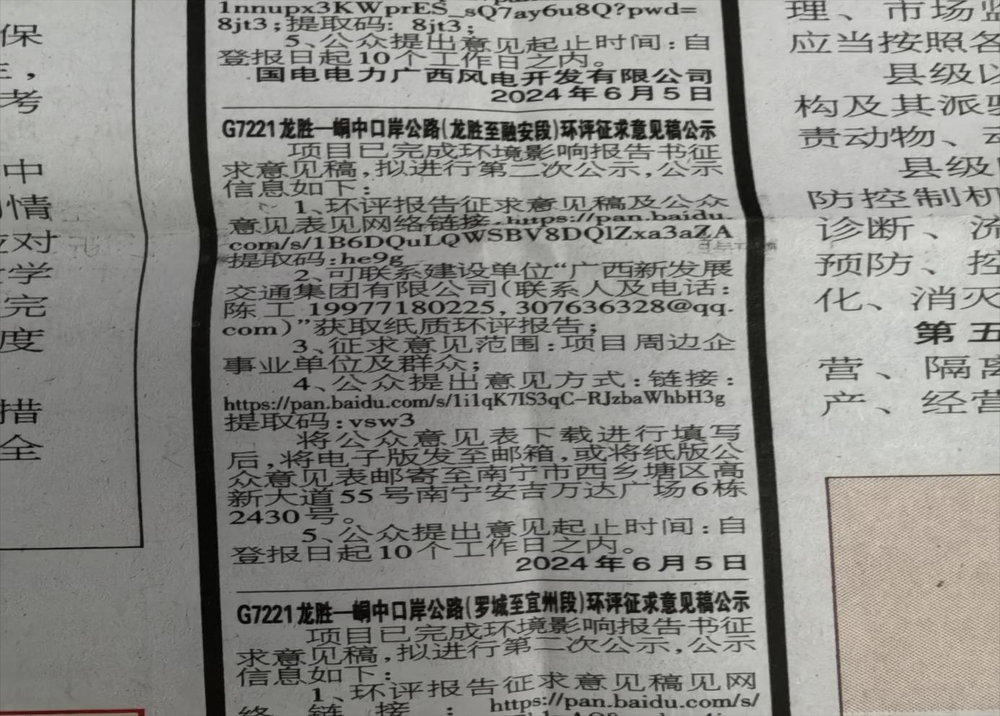 保
，
考
中
情
应对
学
完
度
措
全
1nnupx3KWprES_sQ7ay6u8Q?pwd=
8jt3;提取码: 8jt3;
5、公众提出意见起止时间:自
登报日起10个工作日之内。
国电电力广西风电开发有限公司
2024年6月5日
G7221龙胜—峒中口岸公路(龙胜至融安段)环评征求意见稿公示
项目已完成环境影响报告书征
求意见稿,拟进行第二次公示,公示
信息如下:
1、环评报告征求意见稿及公众
意见表见网络链接 https://pan.baidu.
com/s/1B6DQuLQWSBV8DQlZxa3aZA
提取码:he9g
2、可联系建设单位“广西新发展
交通集团有限公司(联系人及电话:
陈工19977180225,307636328@qq.
com)”获取纸质环评报告;
3、征求意见范围:项目周边企
事业单位及群众;
4、公众提出意见方式:链接:
https://pan.baidu.com/s/1i1qK7IS3qC-RJzbaWhbH3g
提取码:vsw3
将公众意见表下载进行填写
后,将电子版发至邮箱,或将纸版公
众意见表邮寄至南宁市西乡塘区高
新大道55号南宁安吉万达广场6栋
2430号。
5、公众提出意见起止时间:自
登报日起10个工作日之内。
2024年6月5日
G7221龙胜—峒中口岸公路(罗城至宜州段)环评征求意见稿公示
项目已完成环境影响报告书征
求意见稿,拟进行第二次公示,公示
信息如下:
1、环评报告征求意见稿见网
络链接: https://pan.baidu.com/s/
理、市场监
应当按照各
县级以
构及其派驻
责动物、动
县级
防控制机
诊断、流
预防、控
化、消灭
第五
营、隔离
产、经营